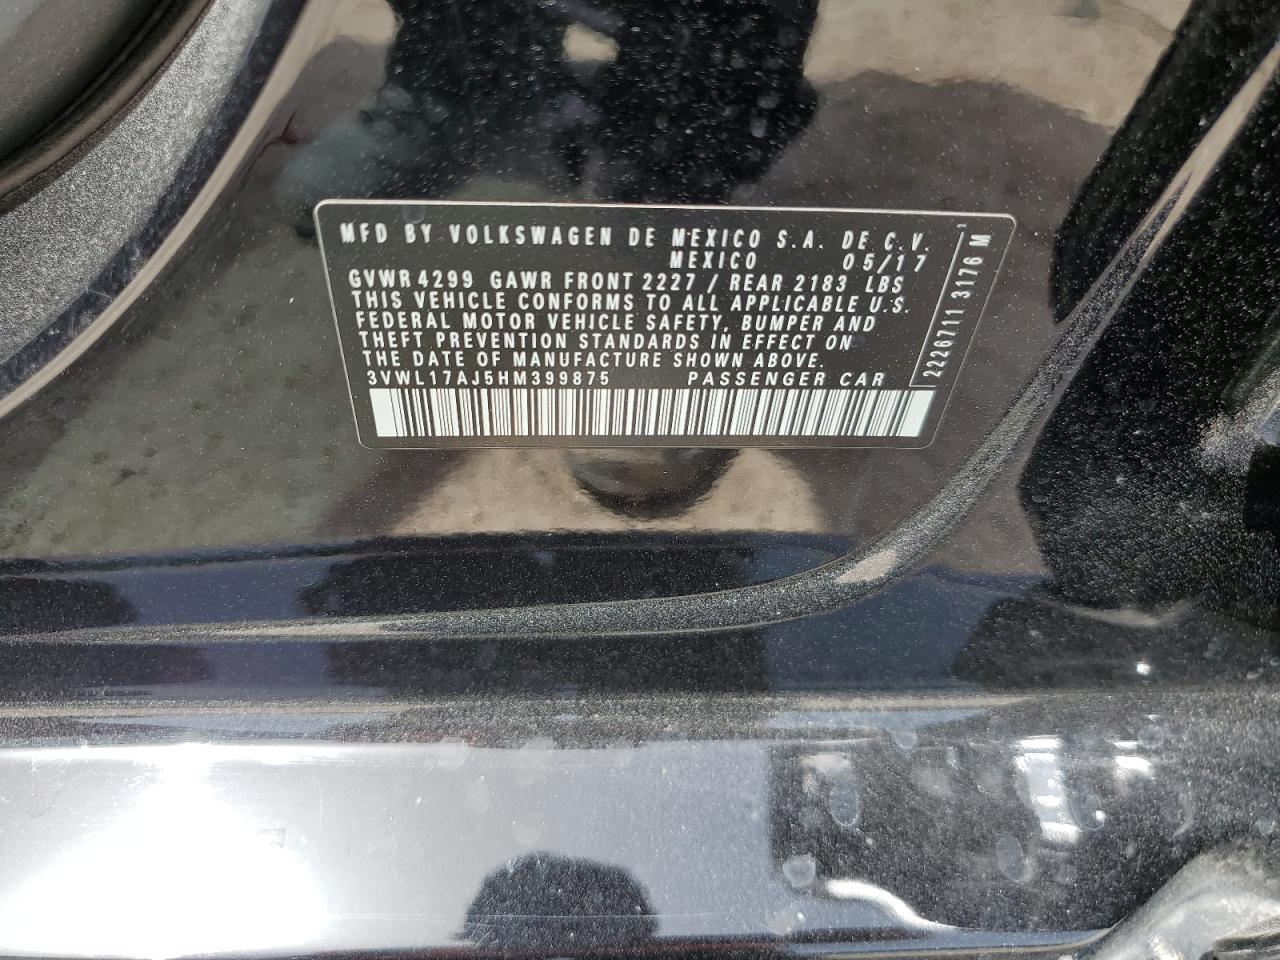 MFD BY VOLKSWAGEN DE MEXICO S.A. DE C.V.
MEXICO 05/17
GVWR 4299 GAWR FRONT 2227 / REAR 2183 LBS
THIS VEHICLE CONFORMS TO ALL APPLICABLE U.S.
FEDERAL MOTOR VEHICLE SAFETY, BUMPER AND
THEFT PREVENTION STANDARDS IN EFFECT ON
THE DATE OF MANUFACTURE SHOWN ABOVE.
3VWL17AJ5HM399875 PASSENGER CAR
2226711 3176 M